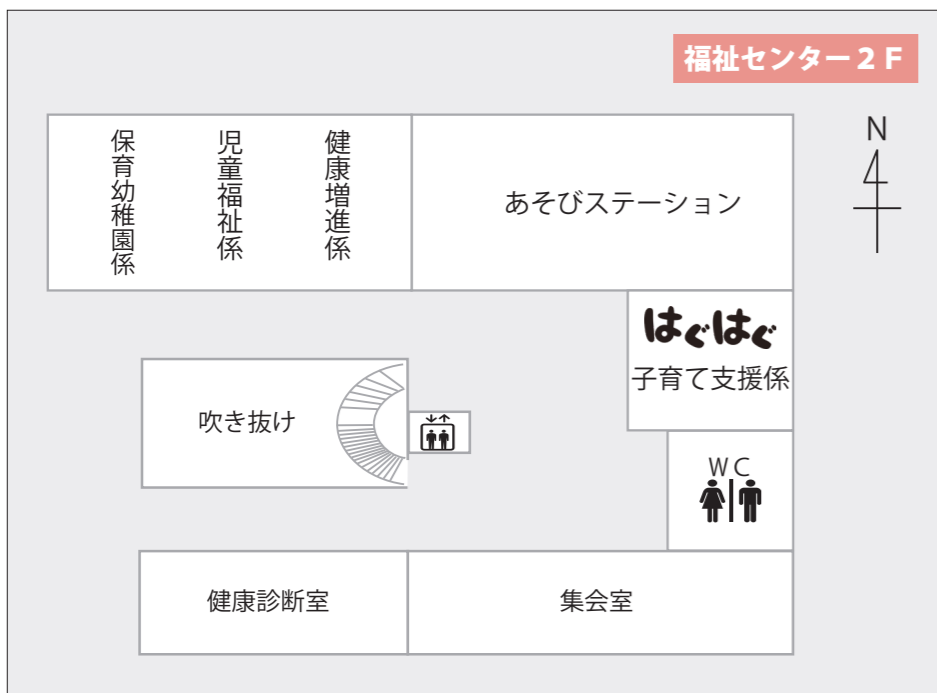 福祉センター２Ｆ
N
保育幼稚園係
児童福祉係
健康増進係
あそびステーション
はぐはぐ
子育て支援係
吹き抜け
ＷＣ
健康診断室
集会室